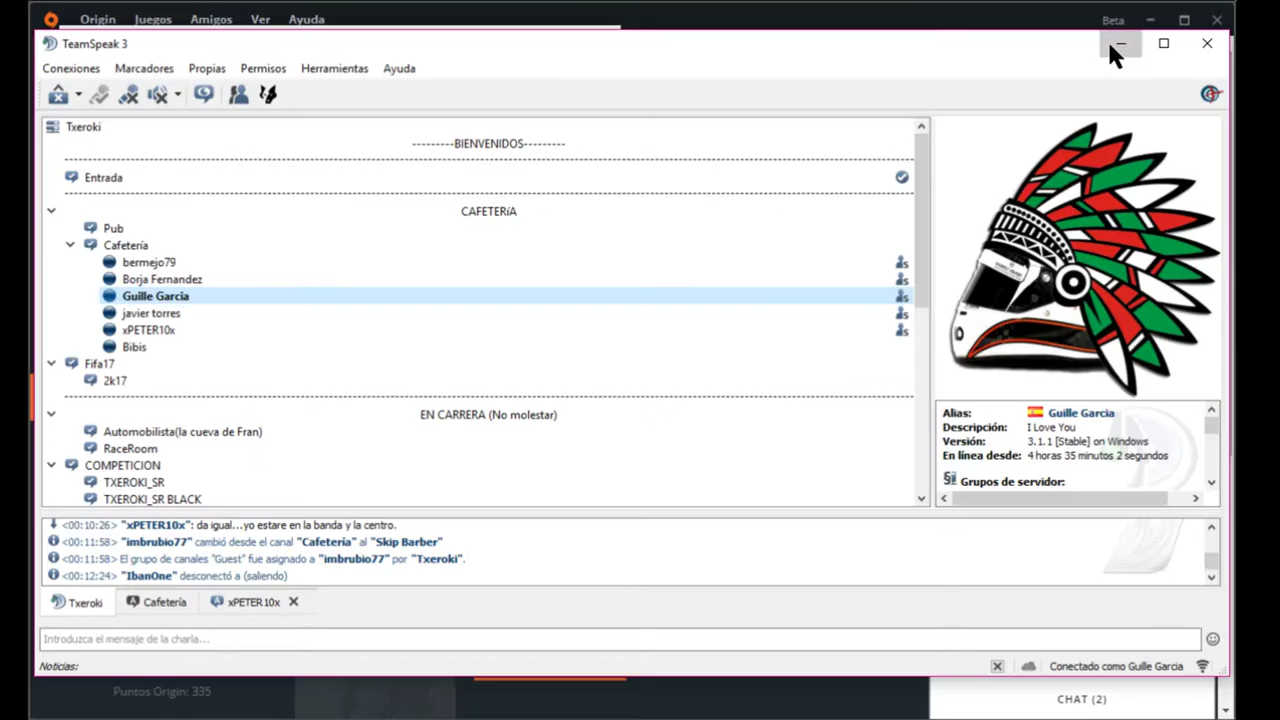 Origin Juegos Amigos Ver Ayuda Beta
TeamSpeak 3
Conexiones Marcadores Propias Permisos Herramientas Ayuda
Txeroki
---------BIENVENIDOS---------
Entrada
CAFETERíA
Pub
Cafetería
bermejo79
Borja Fernandez
Guille Garcia
javier torres
xPETER10x
Bibis
Fifa17
2k17
EN CARRERA (No molestar)
Automobilista(la cueva de Fran)
RaceRoom
COMPETICION
TXEROKI_SR
TXEROKI_SR BLACK
Alias: Guille Garcia
Descripción: I Love You
Versión: 3.1.1 [Stable] on Windows
En línea desde: 4 horas 35 minutos 2 segundos
Grupos de servidor:
<00:10:26> "xPETER10x": da igual...yo estare en la banda y la centro.
<00:11:58> "imbrubio77" cambió desde el canal "Cafetería" al "Skip Barber"
<00:11:58> El grupo de canales "Guest" fue asignado a "imbrubio77" por "Txeroki".
<00:12:24> "IbanOne" desconectó a (saliendo)
Txeroki Cafetería xPETER10x
Introduzca el mensaje de la charla...
Noticias: Conectado como Guille Garcia
Puntos Origin: 335
CHAT (2)